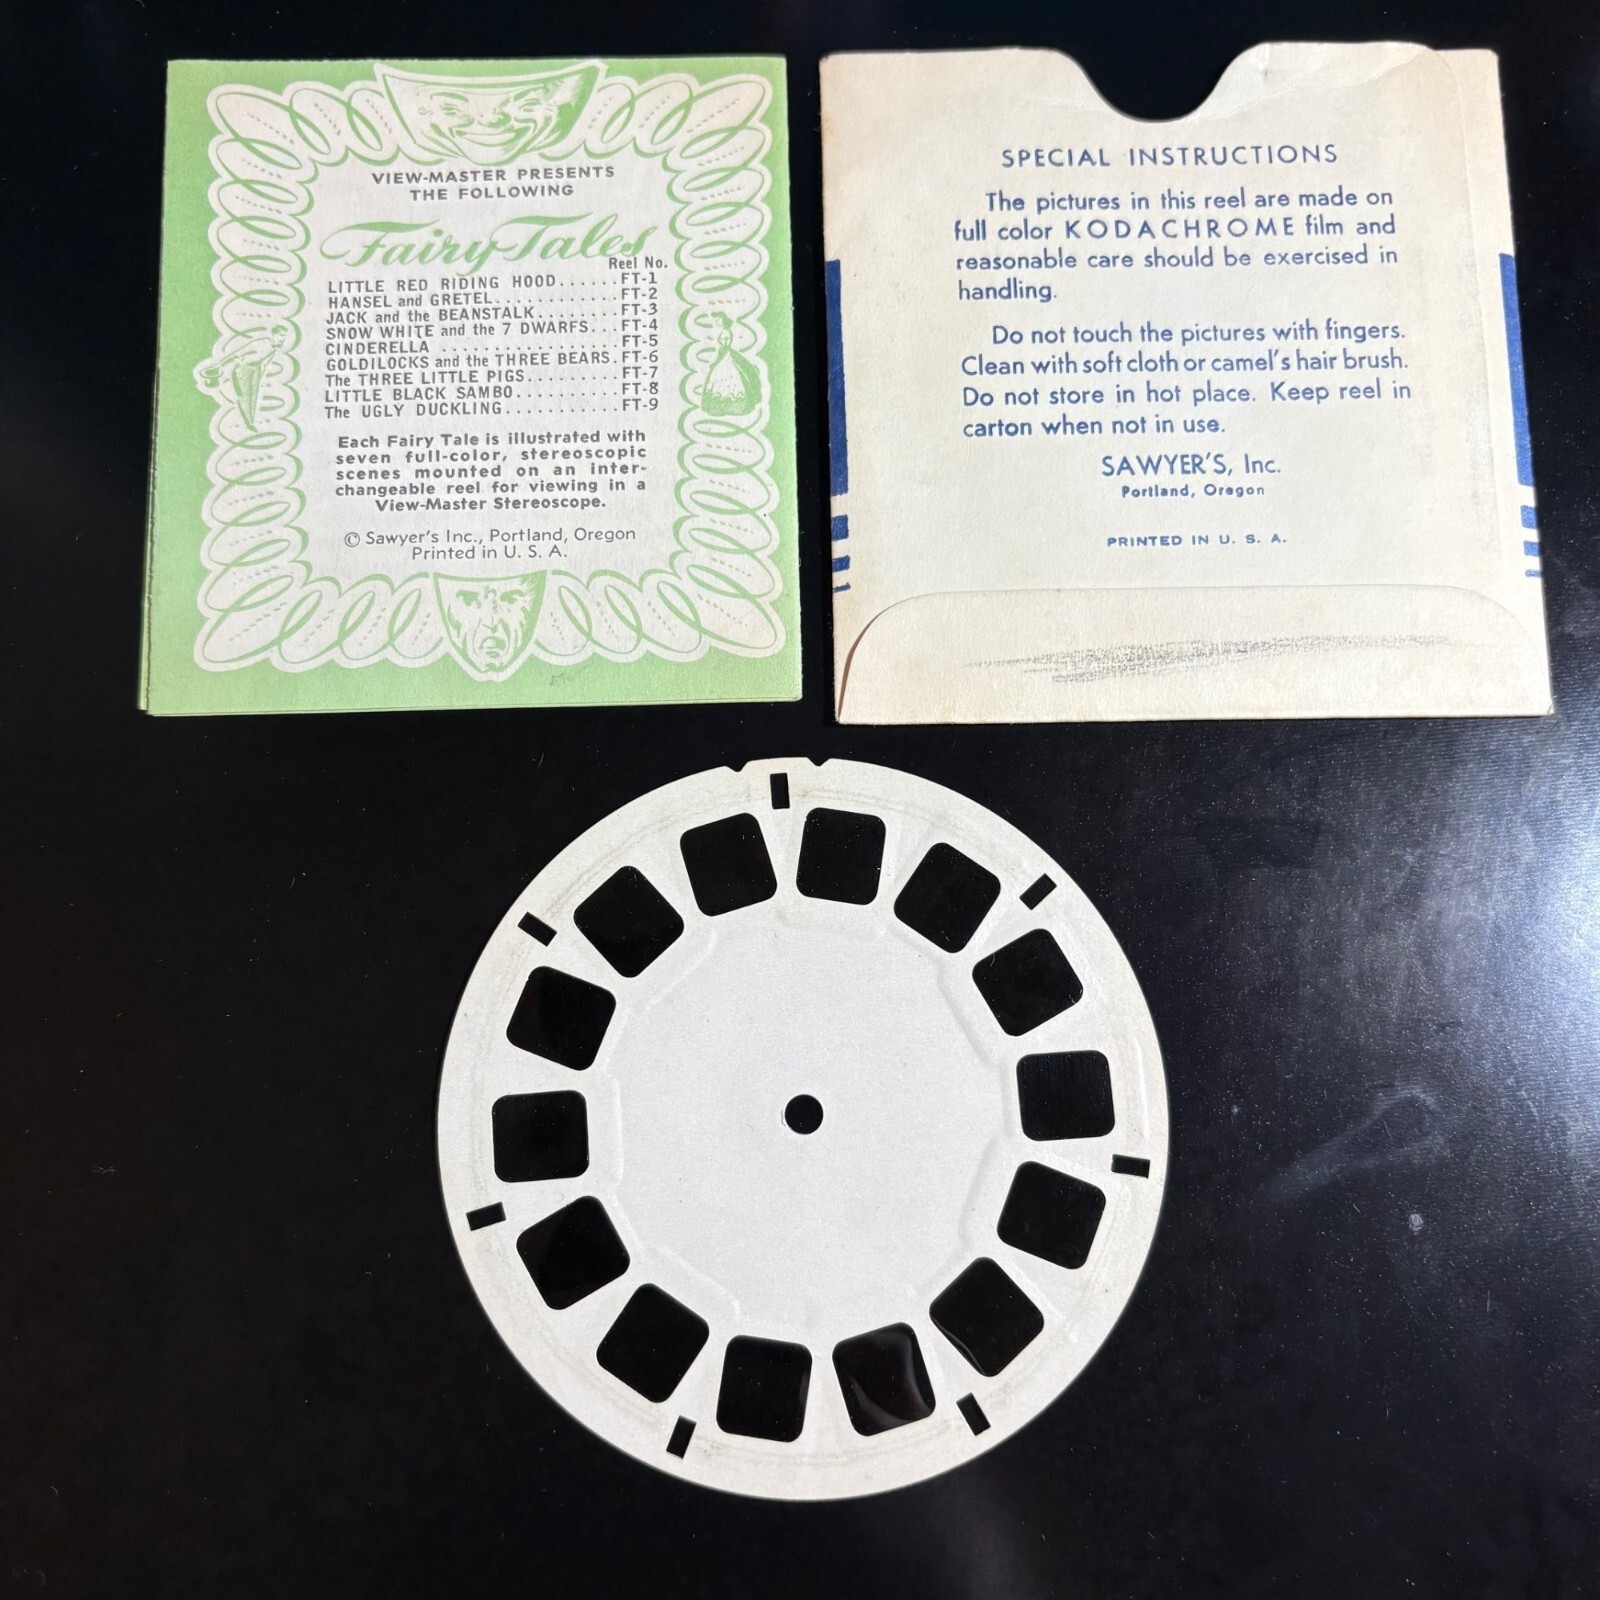 VIEW-MASTER PRESENTS
THE FOLLOWING
Fairy Tales
Reel No.
LITTLE RED RIDING HOOD......FT-1
HANSEL and GRETEL............FT-2
JACK and the BEANSTALK........FT-3
SNOW WHITE and the 7 DWARFS...FT-4
CINDERELLA .................FT-5
GOLDILOCKS and the THREE BEARS.FT-6
The THREE LITTLE PIGS.........FT-7
LITTLE BLACK SAMBO..........FT-8
The UGLY DUCKLING...........FT-9
Each Fairy Tale is illustrated with
seven full-color, stereoscopic
scenes mounted on an inter-
changeable reel for viewing in a
View-Master Stereoscope.
© Sawyer's Inc., Portland, Oregon
Printed in U. S. A.
SPECIAL INSTRUCTIONS
The pictures in this reel are made on
full color KODACHROME film and
reasonable care should be exercised in
handling.
Do not touch the pictures with fingers.
Clean with soft cloth or camel's hair brush.
Do not store in hot place. Keep reel in
carton when not in use.
SAWYER'S, Inc.
Portland, Oregon
PRINTED IN U. S. A.